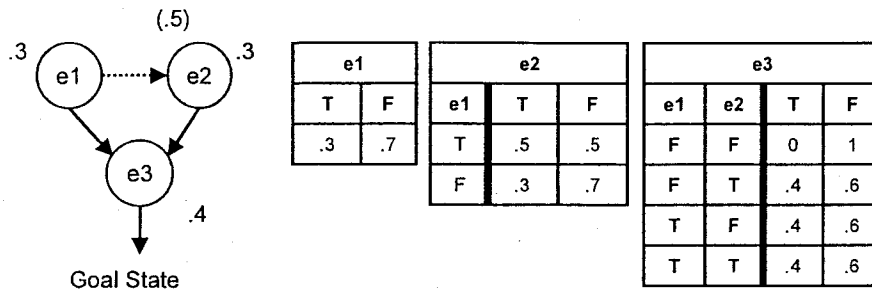 (.5)
.3
.3
e1
e2
e3
.4
Goal State
e1
T F
.3 .7
e2
e1 T F
T .5 .5
F .3 .7
e3
e1 e2 T F
F F 0 1
F T .4 .6
T F .4 .6
T T .4 .6